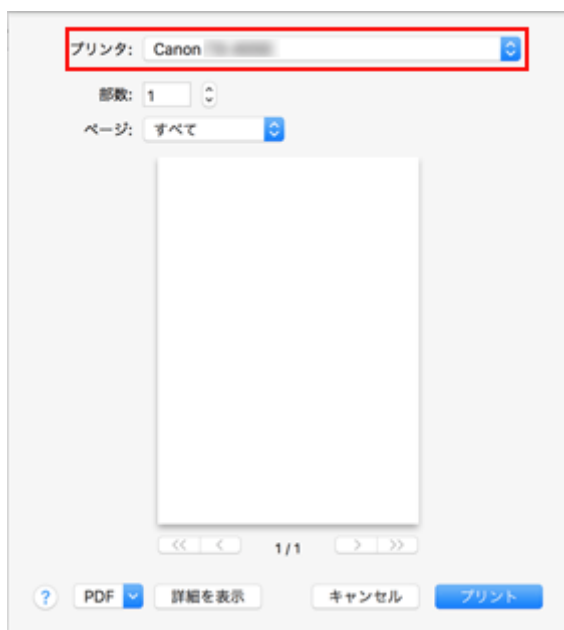 プリンタ: Canon
部数: 1
ページ: すべて
<< < 1 / 1 > >>
? PDF 詳細を表示 キャンセル プリント